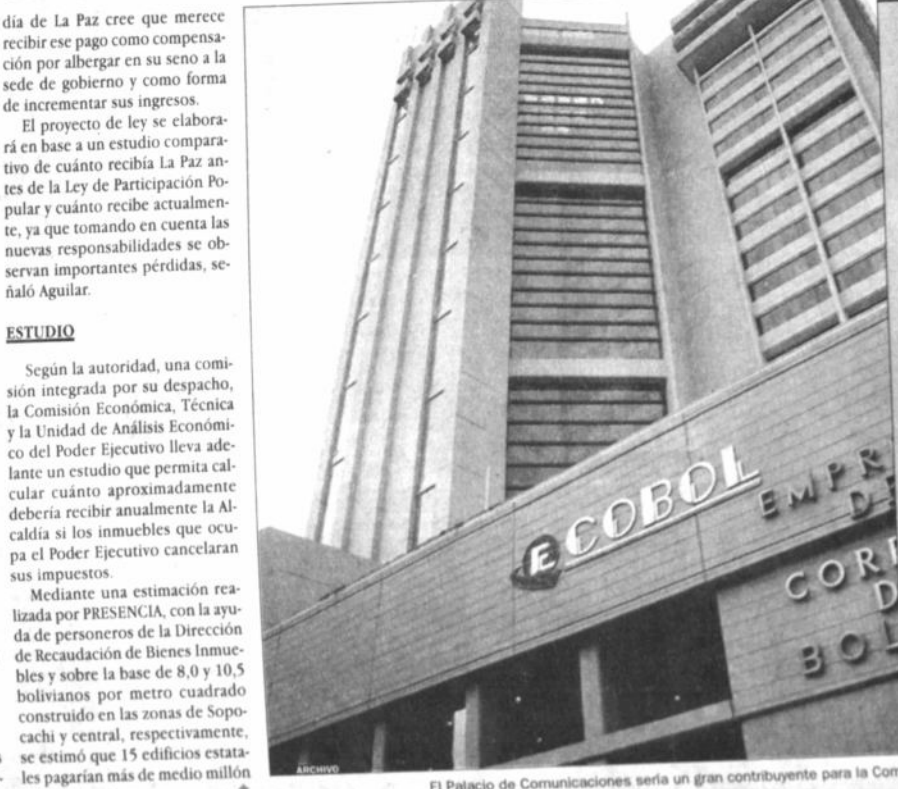 día de La Paz cree que merece
recibir ese pago como compensa-
ción por albergar en su seno a la
sede de gobierno y como forma
de incrementar sus ingresos.
El proyecto de ley se elabora-
rá en base a un estudio compara-
tivo de cuánto recibía La Paz an-
tes de la Ley de Participación Po-
pular y cuánto recibe actualmen-
te, ya que tomando en cuenta las
nuevas responsabilidades se ob-
servan importantes pérdidas, se-
ñaló Aguilar.
ESTUDIO
Según la autoridad, una comi-
sión integrada por su despacho,
la Comisión Económica, Técnica
y la Unidad de Análisis Económi-
co del Poder Ejecutivo lleva ade-
lante un estudio que permita cal-
cular cuánto aproximadamente
debería recibir anualmente la Al-
caldía si los inmuebles que ocu-
pa el Poder Ejecutivo cancelaran
sus impuestos.
Mediante una estimación rea-
lizada por PRESENCIA, con la ayu-
da de personeros de la Dirección
de Recaudación de Bienes Inmue-
bles y sobre la base de 8,0 y 10,5
bolivianos por metro cuadrado
construido en las zonas de Sopo-
cachi y central, respectivamente,
se estimó que 15 edificios estata-
les pagarían más de medio millón
ECOBOL
EMPR
DE
CORR
D
BOL
ARCHIVO
El Palacio de Comunicaciones sería un gran contribuyente para la Com